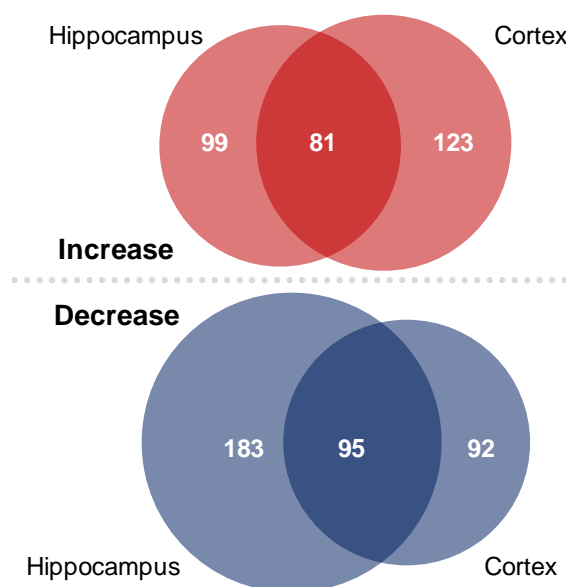 Hippocampus Cortex
99 81 123
Increase
Decrease
183 95 92
Hippocampus Cortex